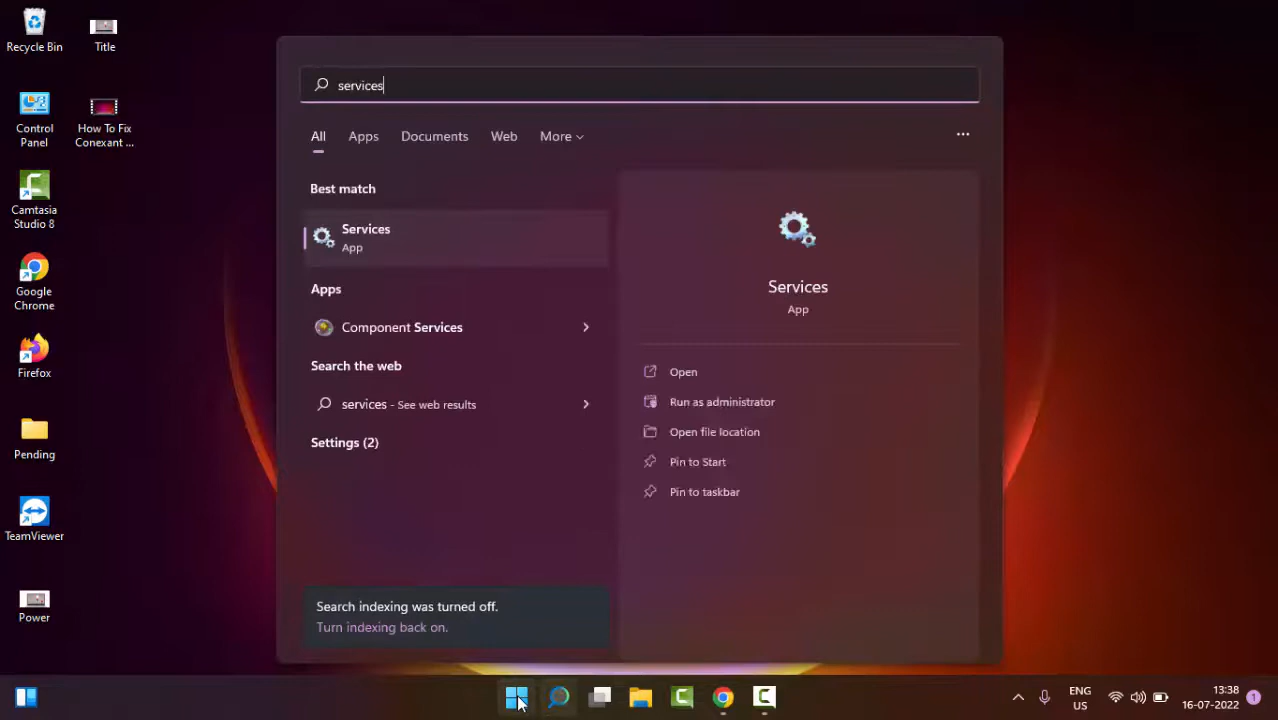 Recycle Bin
Title
Control
Panel
How To Fix
Conexant ...
Camtasia
Studio 8
Google
Chrome
Firefox
Pending
TeamViewer
Power
services
All
Apps
Documents
Web
More
Best match
Services
App
Apps
Component Services
Search the web
services - See web results
Settings (2)
Search indexing was turned off.
Turn indexing back on.
Services
App
Open
Run as administrator
Open file location
Pin to Start
Pin to taskbar
ENG
US
13:38
16-07-2022
1